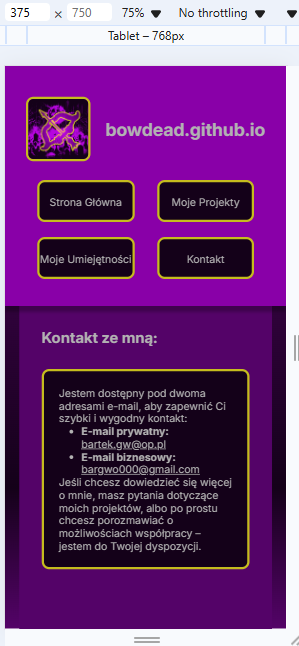 375 × 750 75% No throttling
Tablet – 768px
bowdead.github.io
Strona Główna Moje Projekty
Moje Umiejętności Kontakt
Kontakt ze mną:
Jestem dostępny pod dwoma
adresami e-mail, aby zapewnić Ci
szybki i wygodny kontakt:
• E-mail prywatny:
bartek.gw@op.pl
• E-mail biznesowy:
bargwo000@gmail.com
Jeśli chcesz dowiedzieć się więcej
o mnie, masz pytania dotyczące
moich projektów, albo po prostu
chcesz porozmawiać o
możliwościach współpracy –
jestem do Twojej dyspozycji.